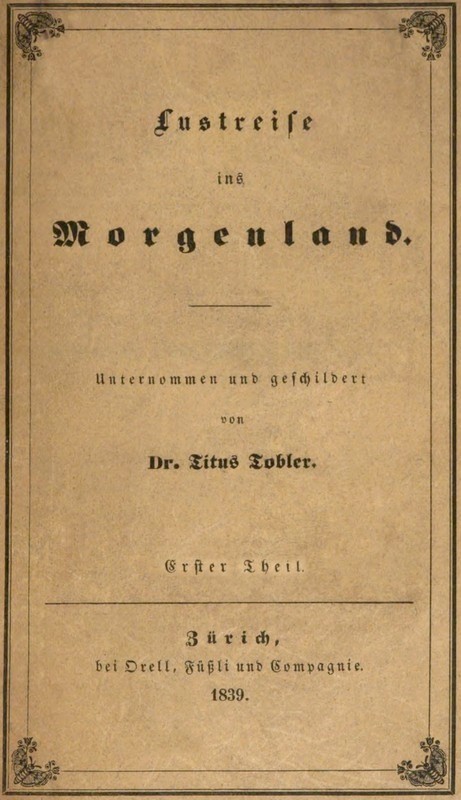 Lustreise
ins
Morgenland.
Unternommen und geschildert
von
Dr. Titus Tobler.
Erster Theil.
Zürich,
bei Orell, Füßli und Compagnie.
1839.